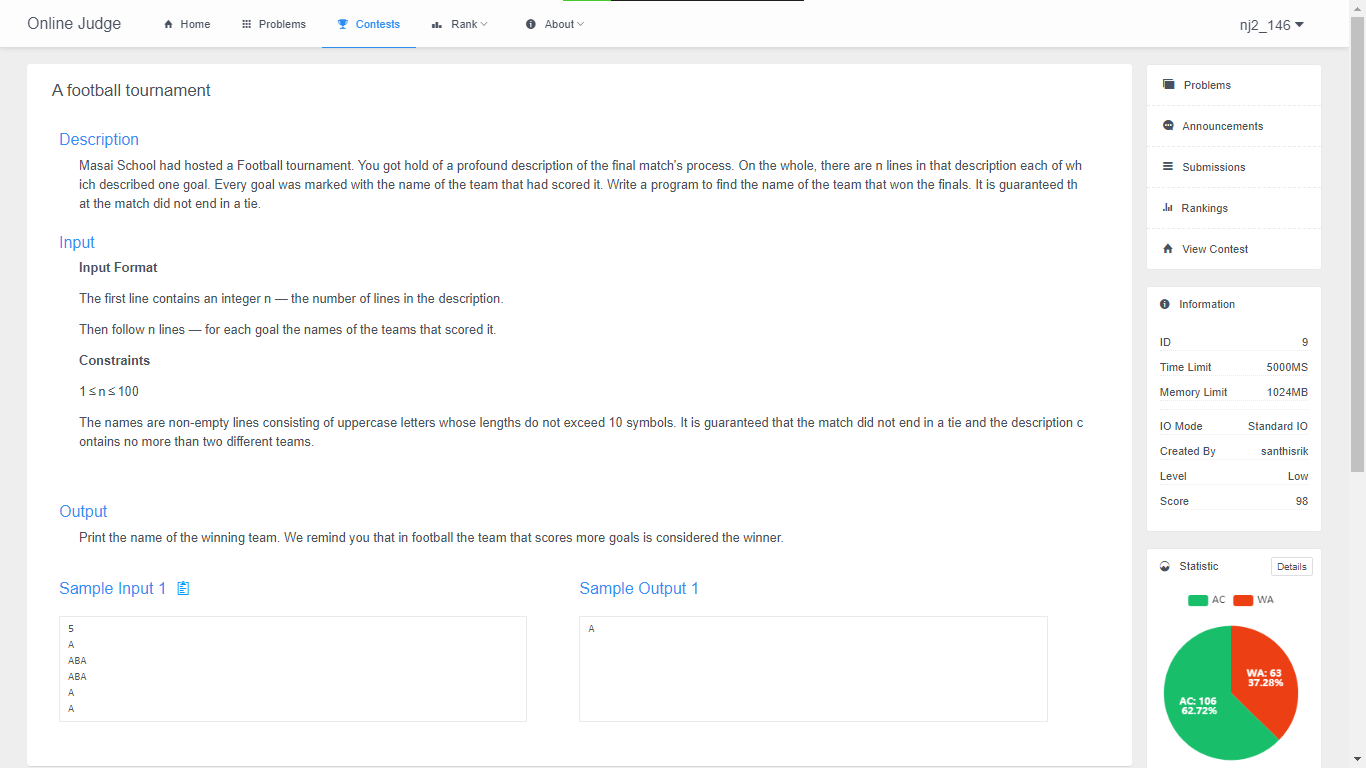 Online Judge
Home
Problems
Contests
Rank
About
nj2_146
A football tournament
Description
Masai School had hosted a Football tournament. You got hold of a profound description of the final match's process. On the whole, there are n lines in that description each of wh
ich described one goal. Every goal was marked with the name of the team that had scored it. Write a program to find the name of the team that won the finals. It is guaranteed th
at the match did not end in a tie.
Input
Input Format
The first line contains an integer n — the number of lines in the description.
Then follow n lines — for each goal the names of the teams that scored it.
Constraints
1 ≤ n ≤ 100
The names are non-empty lines consisting of uppercase letters whose lengths do not exceed 10 symbols. It is guaranteed that the match did not end in a tie and the description c
ontains no more than two different teams.
Output
Print the name of the winning team. We remind you that in football the team that scores more goals is considered the winner.
Sample Input 1
5
A
ABA
ABA
A
A
Sample Output 1
A
Problems
Announcements
Submissions
Rankings
View Contest
Information
ID 9
Time Limit 5000MS
Memory Limit 1024MB
IO Mode Standard IO
Created By santhisrik
Level Low
Score 98
Statistic Details
AC WA
WA: 63
37.28%
AC: 106
62.72%